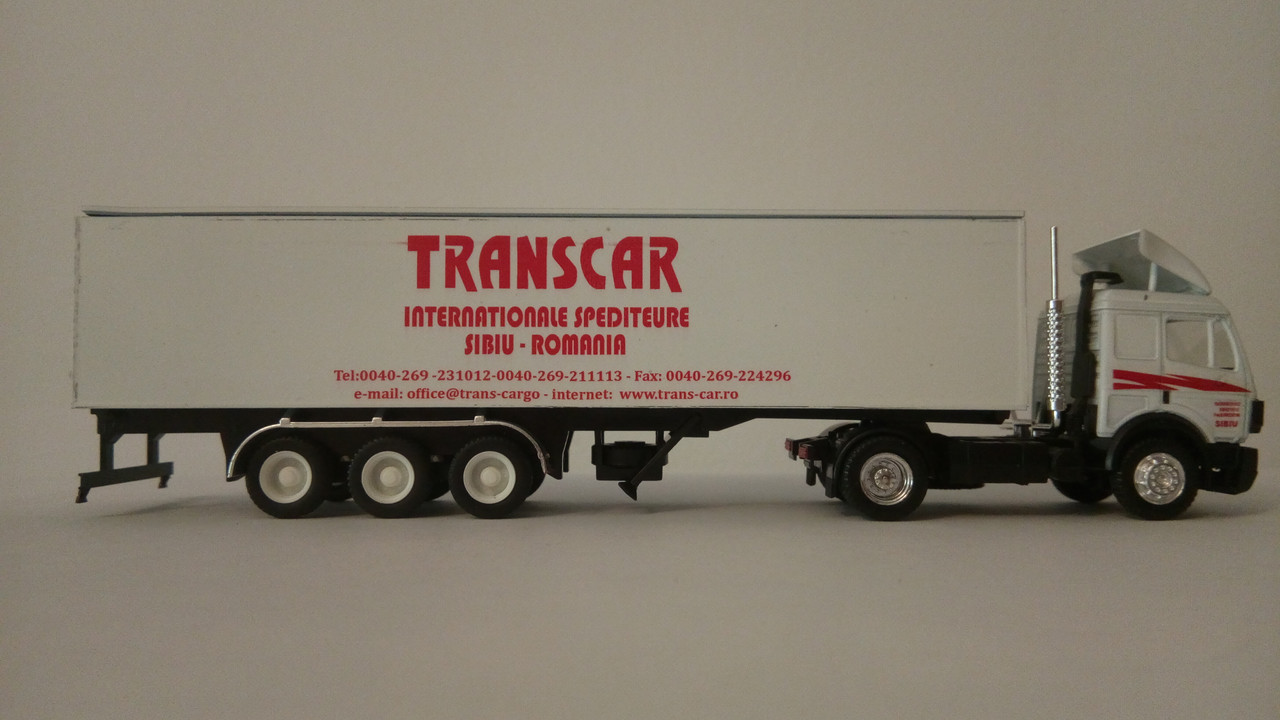 TRANSCAR
INTERNATIONALE SPEDITEURE
SIBIU - ROMANIA
Tel:0040-269 -231012-0040-269-211113 - Fax: 0040-269-224296
e-mail: office@trans-cargo - internet: www.trans-car.ro
SIBIU